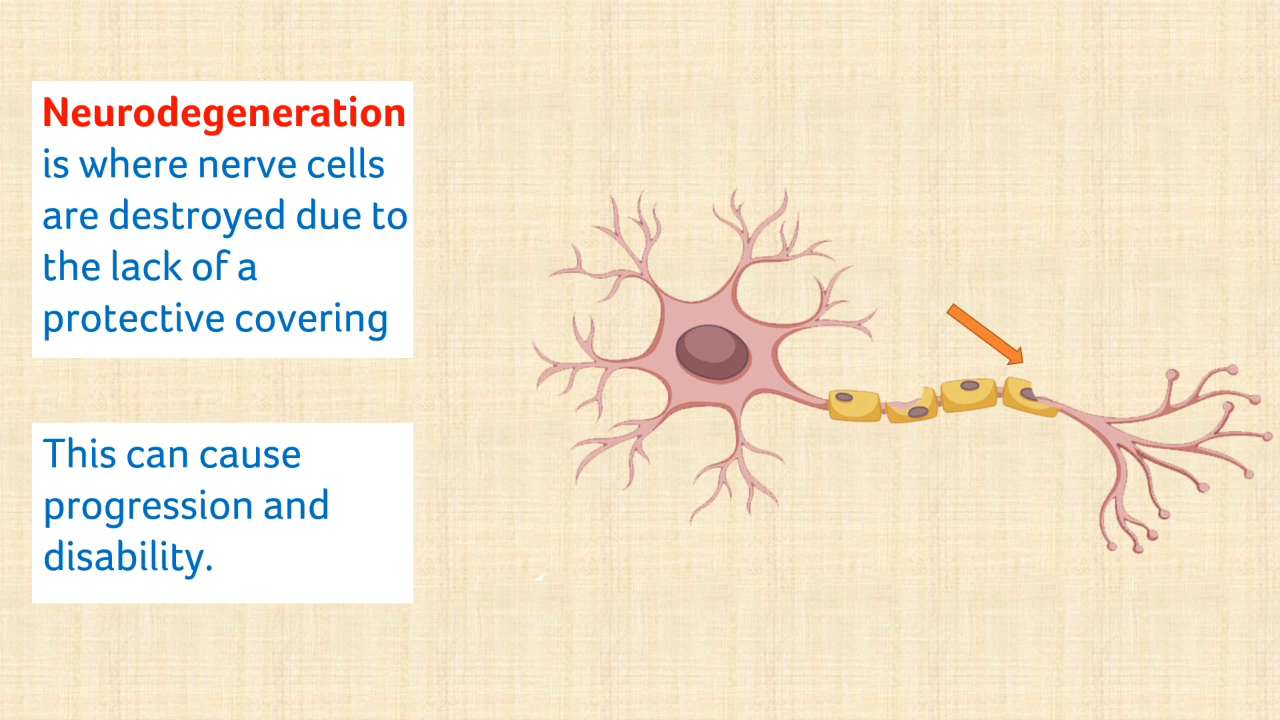 Neurodegeneration
is where nerve cells
are destroyed due to
the lack of a
protective covering
This can cause
progression and
disability.